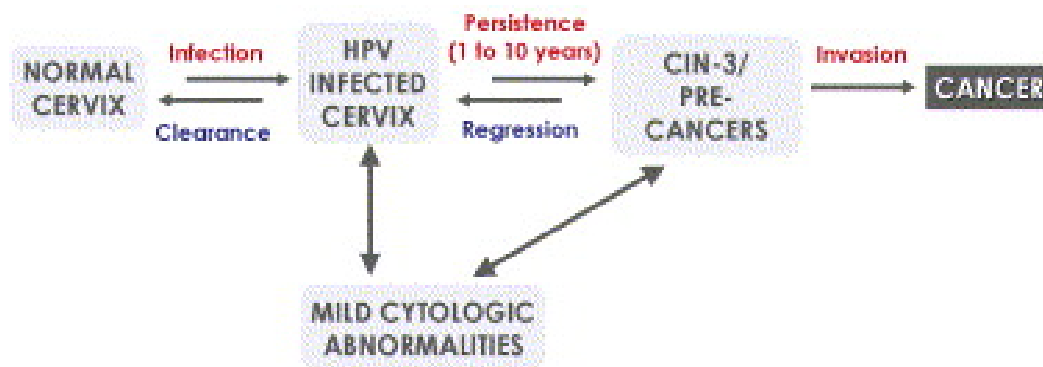 NORMAL
CERVIX
Infection
Clearance
HPV
INFECTED
CERVIX
Persistence
(1 to 10 years)
Regression
CIN-3/
PRE-
CANCERS
Invasion
CANCER
MILD CYTOLOGIC
ABNORMALITIES